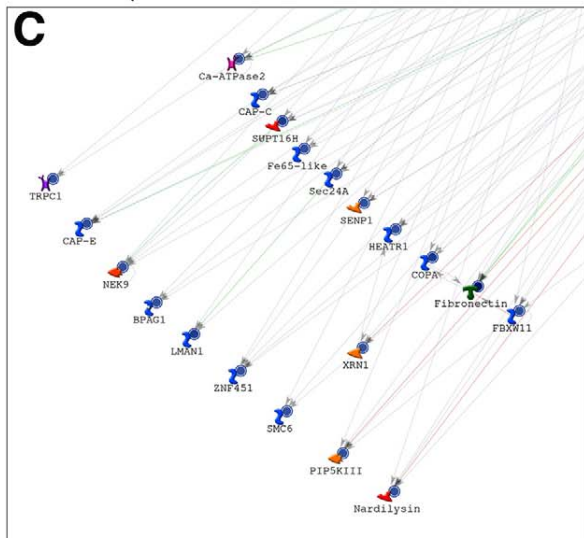 C
Ca-ATPase2
CAP-C
SUPT16H
Fe65-like
Sec24A
TRPC1
SENP1
CAP-E
HEATR1
COPA
NEK9
Fibronectin
BPAG1
FBXW11
LMAN1
XRN1
ZNF451
SMC6
PIP5KIII
Nardilysin